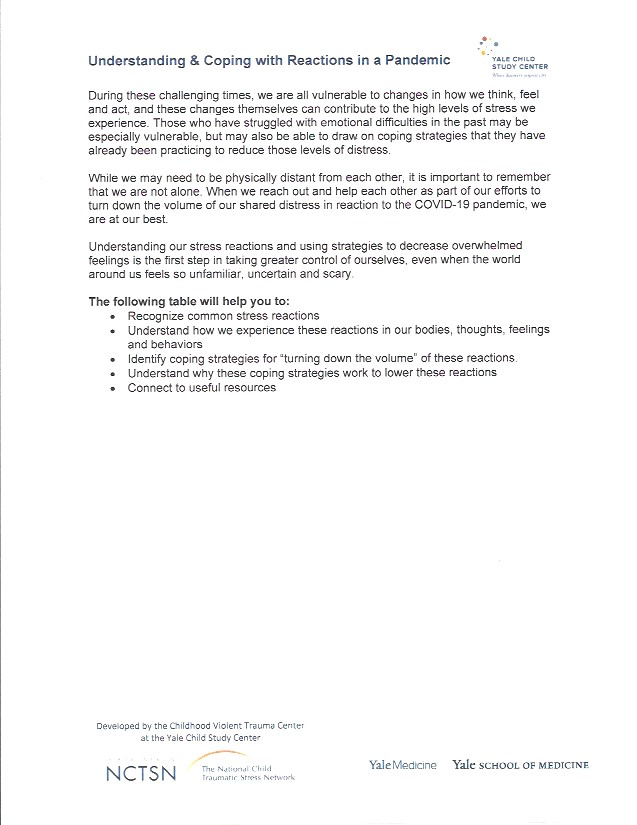 Understanding & Coping with Reactions in a Pandemic
YALE CHILD
STUDY CENTER
During these challenging times, we are all vulnerable to changes in how we think, feel
and act, and these changes themselves can contribute to the high levels of stress we
experience. Those who have struggled with emotional difficulties in the past may be
especially vulnerable, but may also be able to draw on coping strategies that they have
already been practicing to reduce those levels of distress.
While we may need to be physically distant from each other, it is important to remember
that we are not alone. When we reach out and help each other as part of our efforts to
turn down the volume of our shared distress in reaction to the COVID-19 pandemic, we
are at our best.
Understanding our stress reactions and using strategies to decrease overwhelmed
feelings is the first step in taking greater control of ourselves, even when the world
around us feels so unfamiliar, uncertain and scary.
The following table will help you to:
• Recognize common stress reactions
• Understand how we experience these reactions in our bodies, thoughts, feelings
and behaviors
• Identify coping strategies for “turning down the volume” of these reactions.
• Understand why these coping strategies work to lower these reactions
• Connect to useful resources
Developed by the Childhood Violent Trauma Center
at the Yale Child Study Center
NCTSN
The National Child
Traumatic Stress Network
Yale Medicine
Yale SCHOOL OF MEDICINE